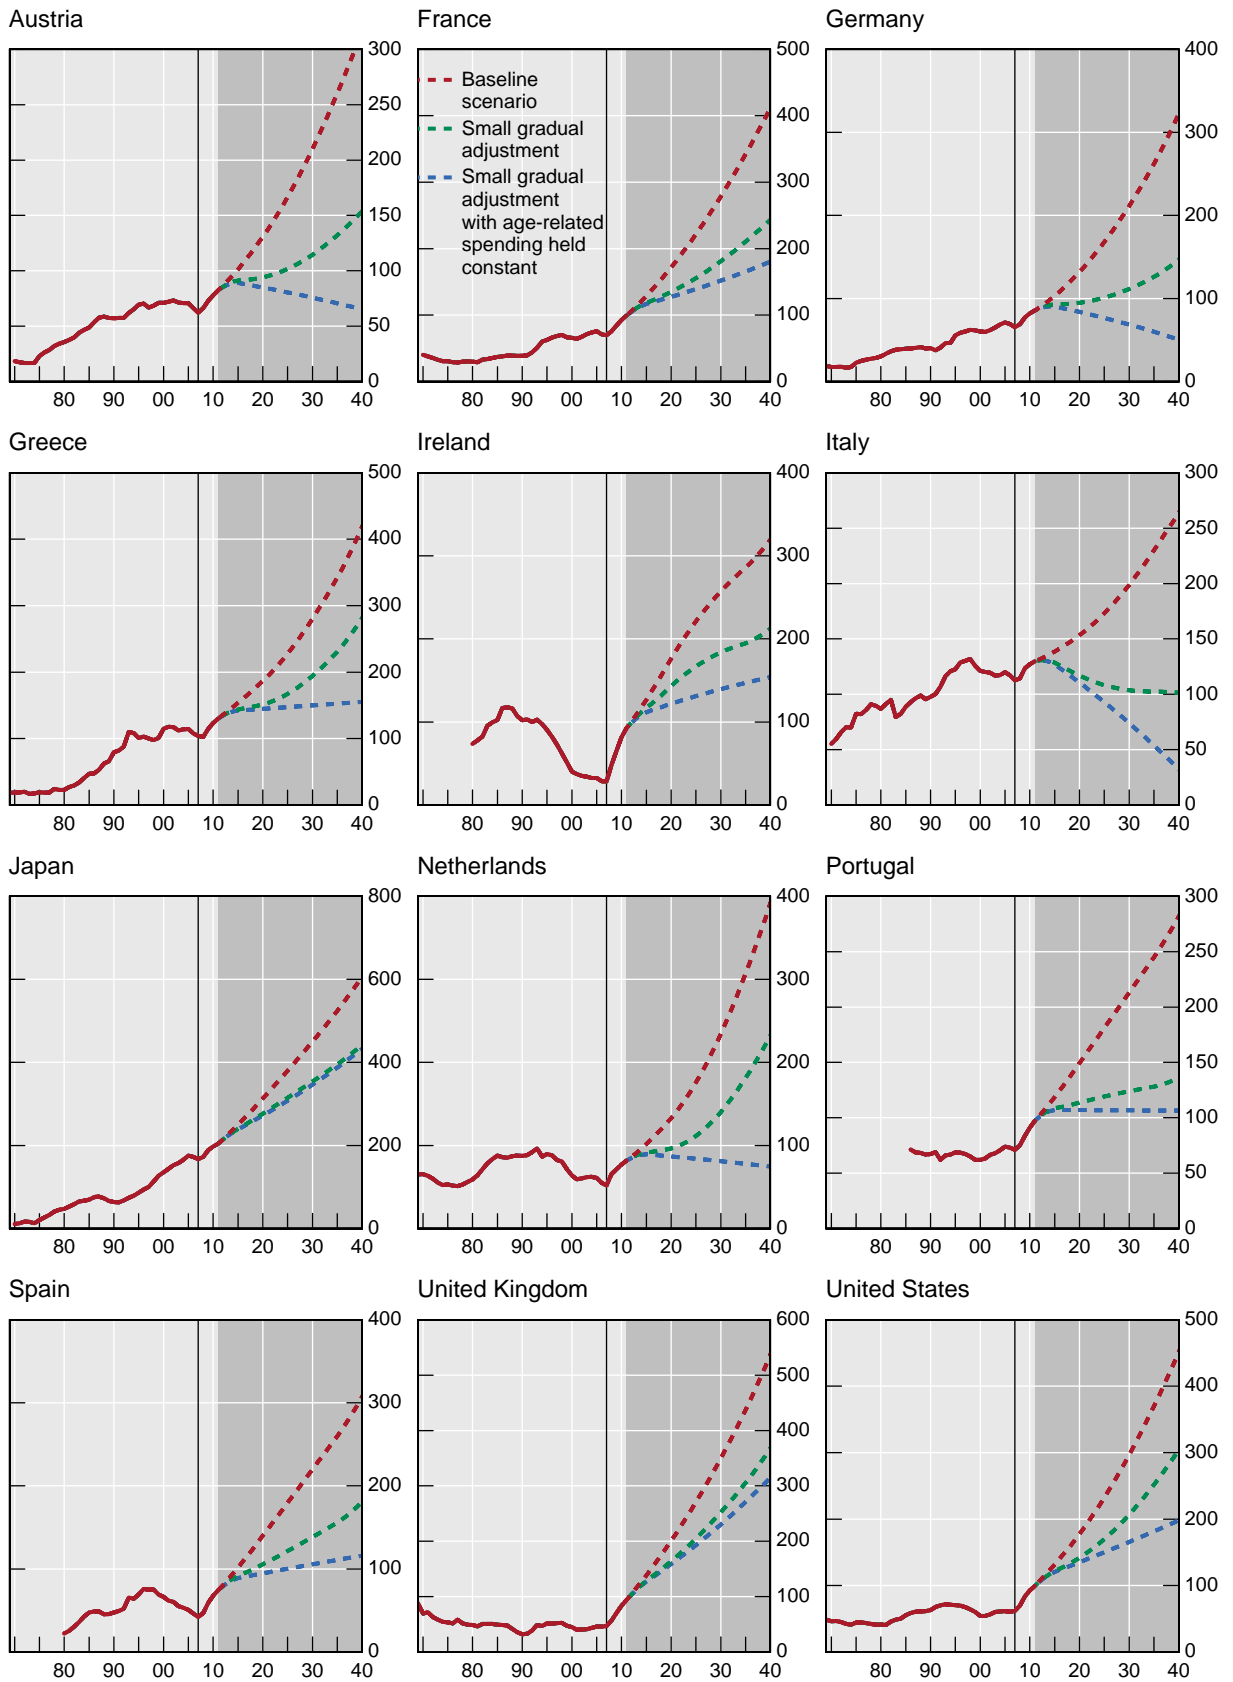 Austria
France
Germany
300
250
200
150
100
50
0
80 90 00 10 20 30 40
Baseline
scenario
Small gradual
adjustment
Small gradual
adjustment
with age-related
spending held
constant
500
400
300
200
100
0
80 90 00 10 20 30 40
400
300
200
100
0
80 90 00 10 20 30 40
Greece
Ireland
Italy
500
400
300
200
100
0
80 90 00 10 20 30 40
400
300
200
100
0
80 90 00 10 20 30 40
300
250
200
150
100
50
0
80 90 00 10 20 30 40
Japan
Netherlands
Portugal
800
600
400
200
0
80 90 00 10 20 30 40
400
300
200
100
0
80 90 00 10 20 30 40
300
250
200
150
100
50
0
80 90 00 10 20 30 40
Spain
United Kingdom
United States
400
300
200
100
0
80 90 00 10 20 30 40
600
500
400
300
200
100
0
80 90 00 10 20 30 40
500
400
300
200
100
0
80 90 00 10 20 30 40